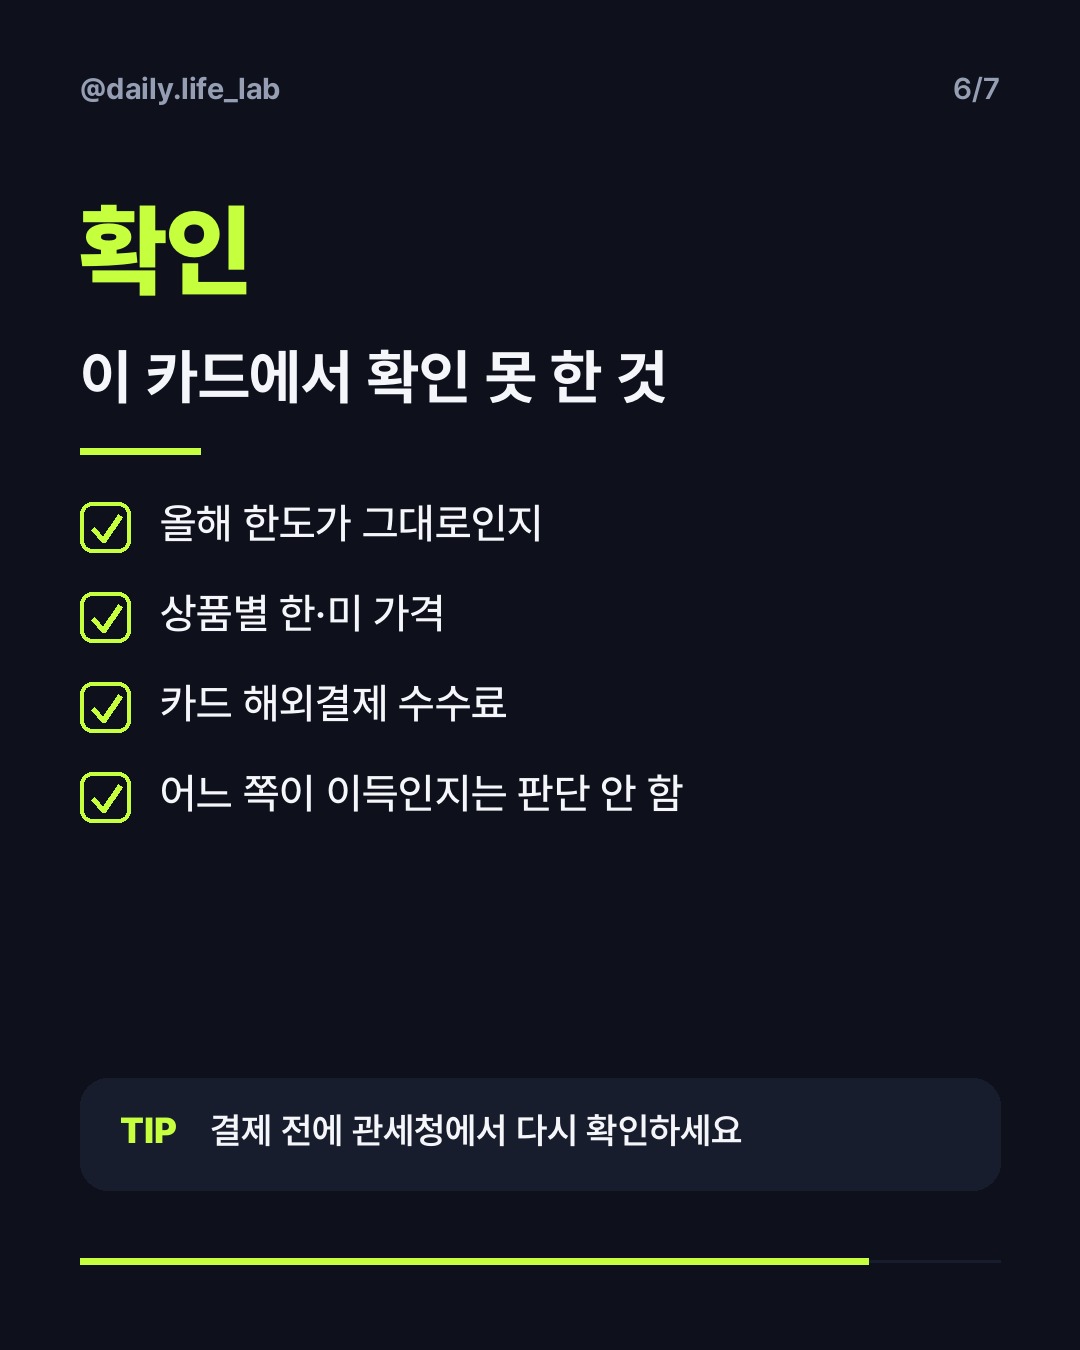 @daily.life_lab
6/7
확인
이 카드에서 확인 못 한 것
올해 한도가 그대로인지
상품별 한·미 가격
카드 해외결제 수수료
어느 쪽이 이득인지는 판단 안 함
TIP 결제 전에 관세청에서 다시 확인하세요